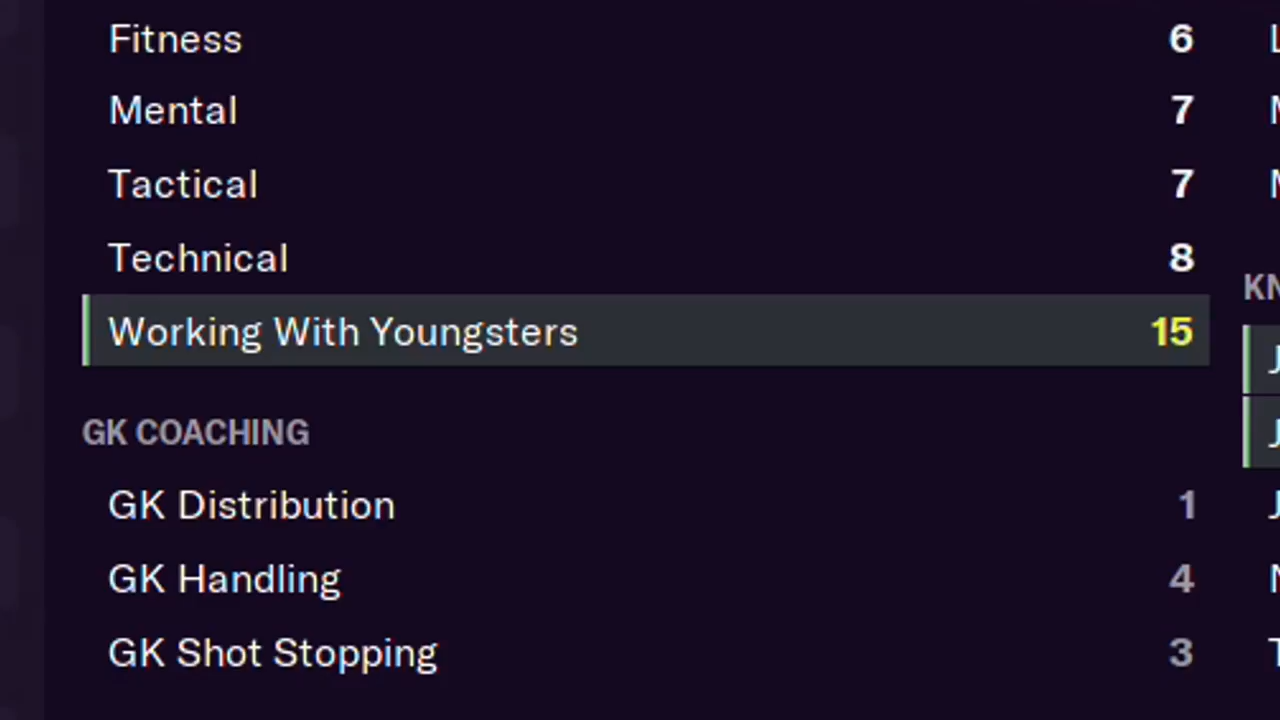 Fitness 6
Mental 7
Tactical 7
Technical 8
Working With Youngsters 15
GK COACHING
GK Distribution 1
GK Handling 4
GK Shot Stopping 3